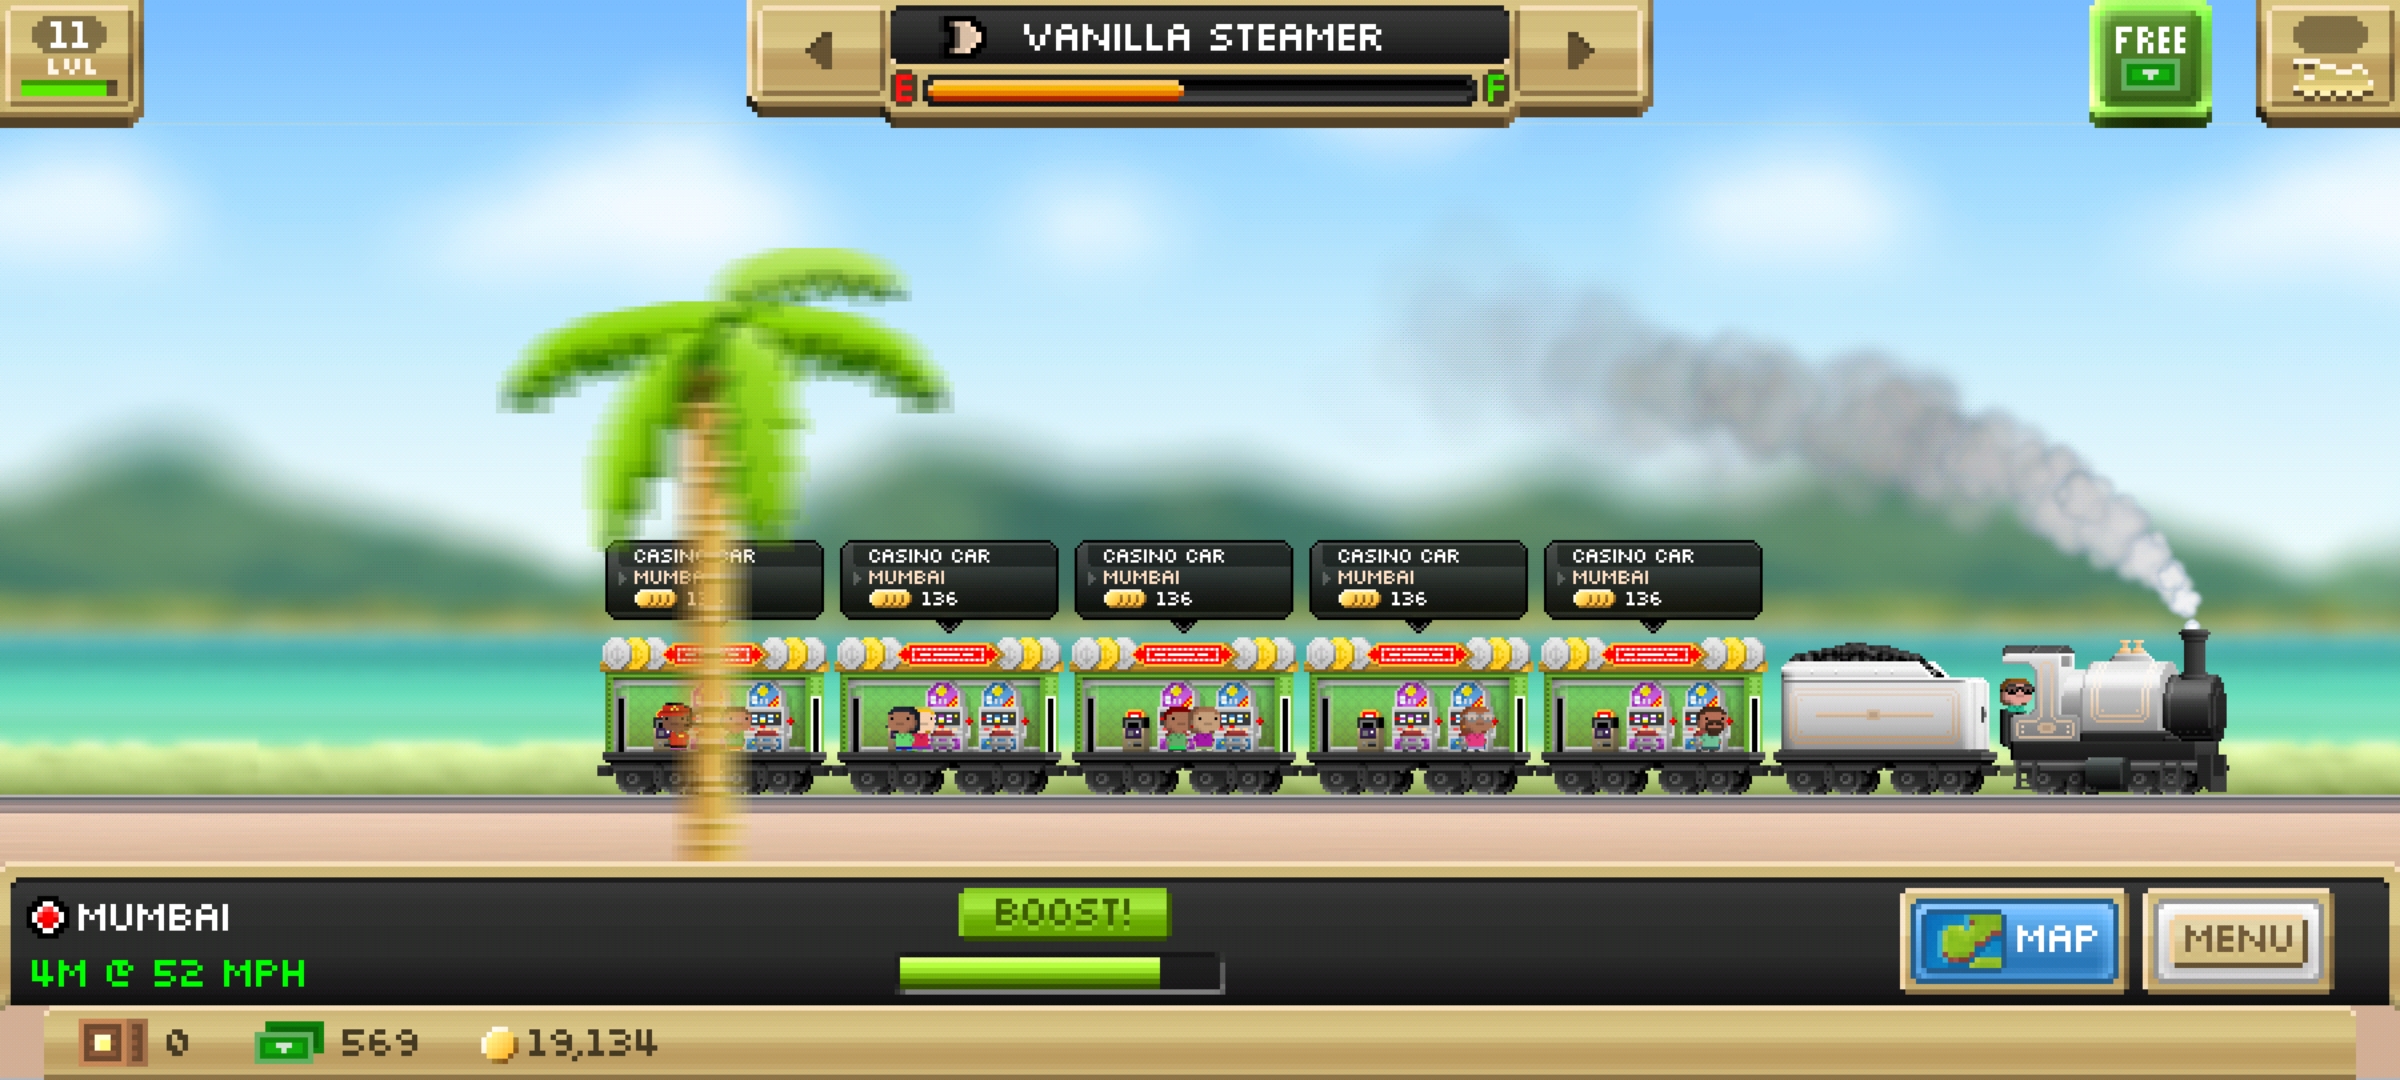 11
LVL
VANILLA STEAMER
E
F
FREE
CASINO CAR
MUMBAI
136
CASINO CAR
MUMBAI
136
CASINO CAR
MUMBAI
136
CASINO CAR
MUMBAI
136
MUMBAI
4M @ 52 MPH
BOOST!
MAP
MENU
0
569
19,134